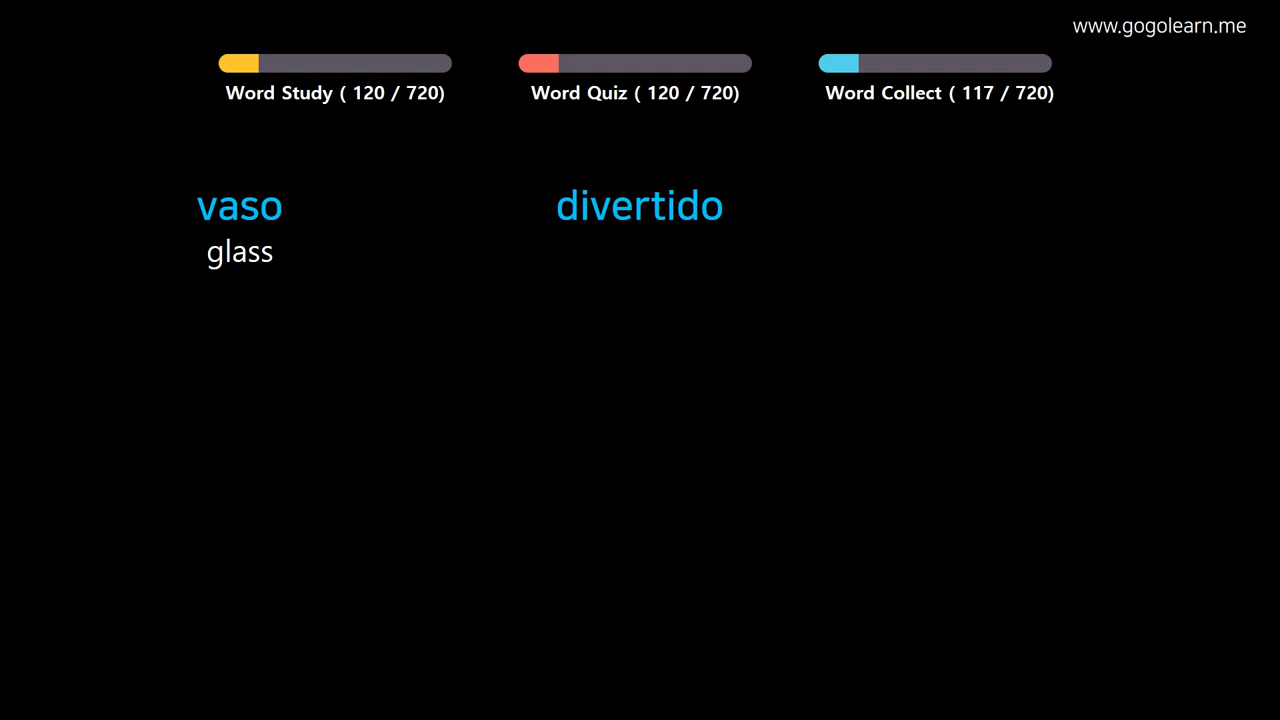 www.gogolearn.me
Word Study ( 120 / 720)
Word Quiz ( 120 / 720)
Word Collect ( 117 / 720)
vaso
divertido
glass